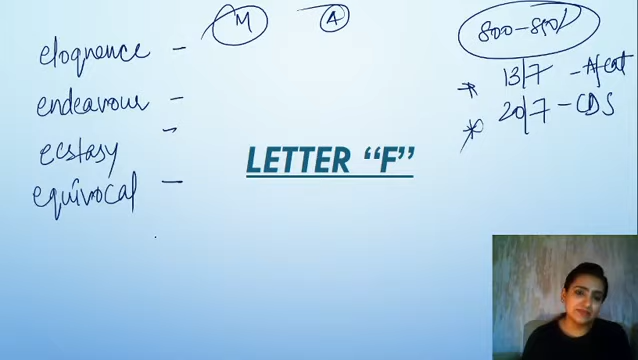 M A
800-850
eloquence -
13/7 - Afcat
endeavour -
20/7 - CDS
ecstasy -
LETTER “F”
equivocal -